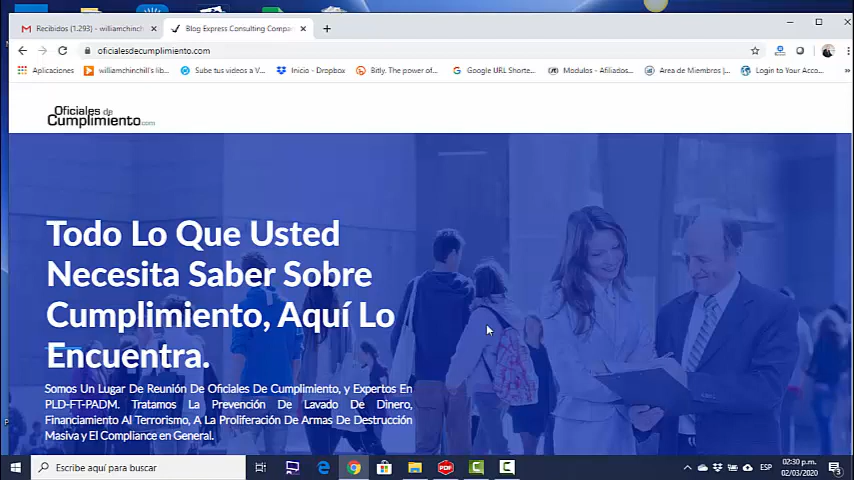 Recibidos (1.293) - williamchinch
Blog Express Consulting Compa
oficialesdecumplimiento.com
Aplicaciones
williamchinchill's lib...
Sube tus videos a V...
Inicio - Dropbox
Bitly. The power of...
Google URL Shorte...
Modulos - Afiliados...
Area de Miembros |...
Login to Your Acco...
Oficiales de
Cumplimiento.com
Todo Lo Que Usted
Necesita Saber Sobre
Cumplimiento, Aquí Lo
Encuentra.
Somos Un Lugar De Reunión De Oficiales De Cumplimiento, y Expertos En
PLD-FT-PADM. Tratamos La Prevención De Lavado De Dinero,
Financiamiento Al Terrorismo, A La Proliferación De Armas De Destrucción
Masiva y El Compliance en General.
Escribe aquí para buscar
PDF
ESP
02:30 p.m.
02/03/2020
3